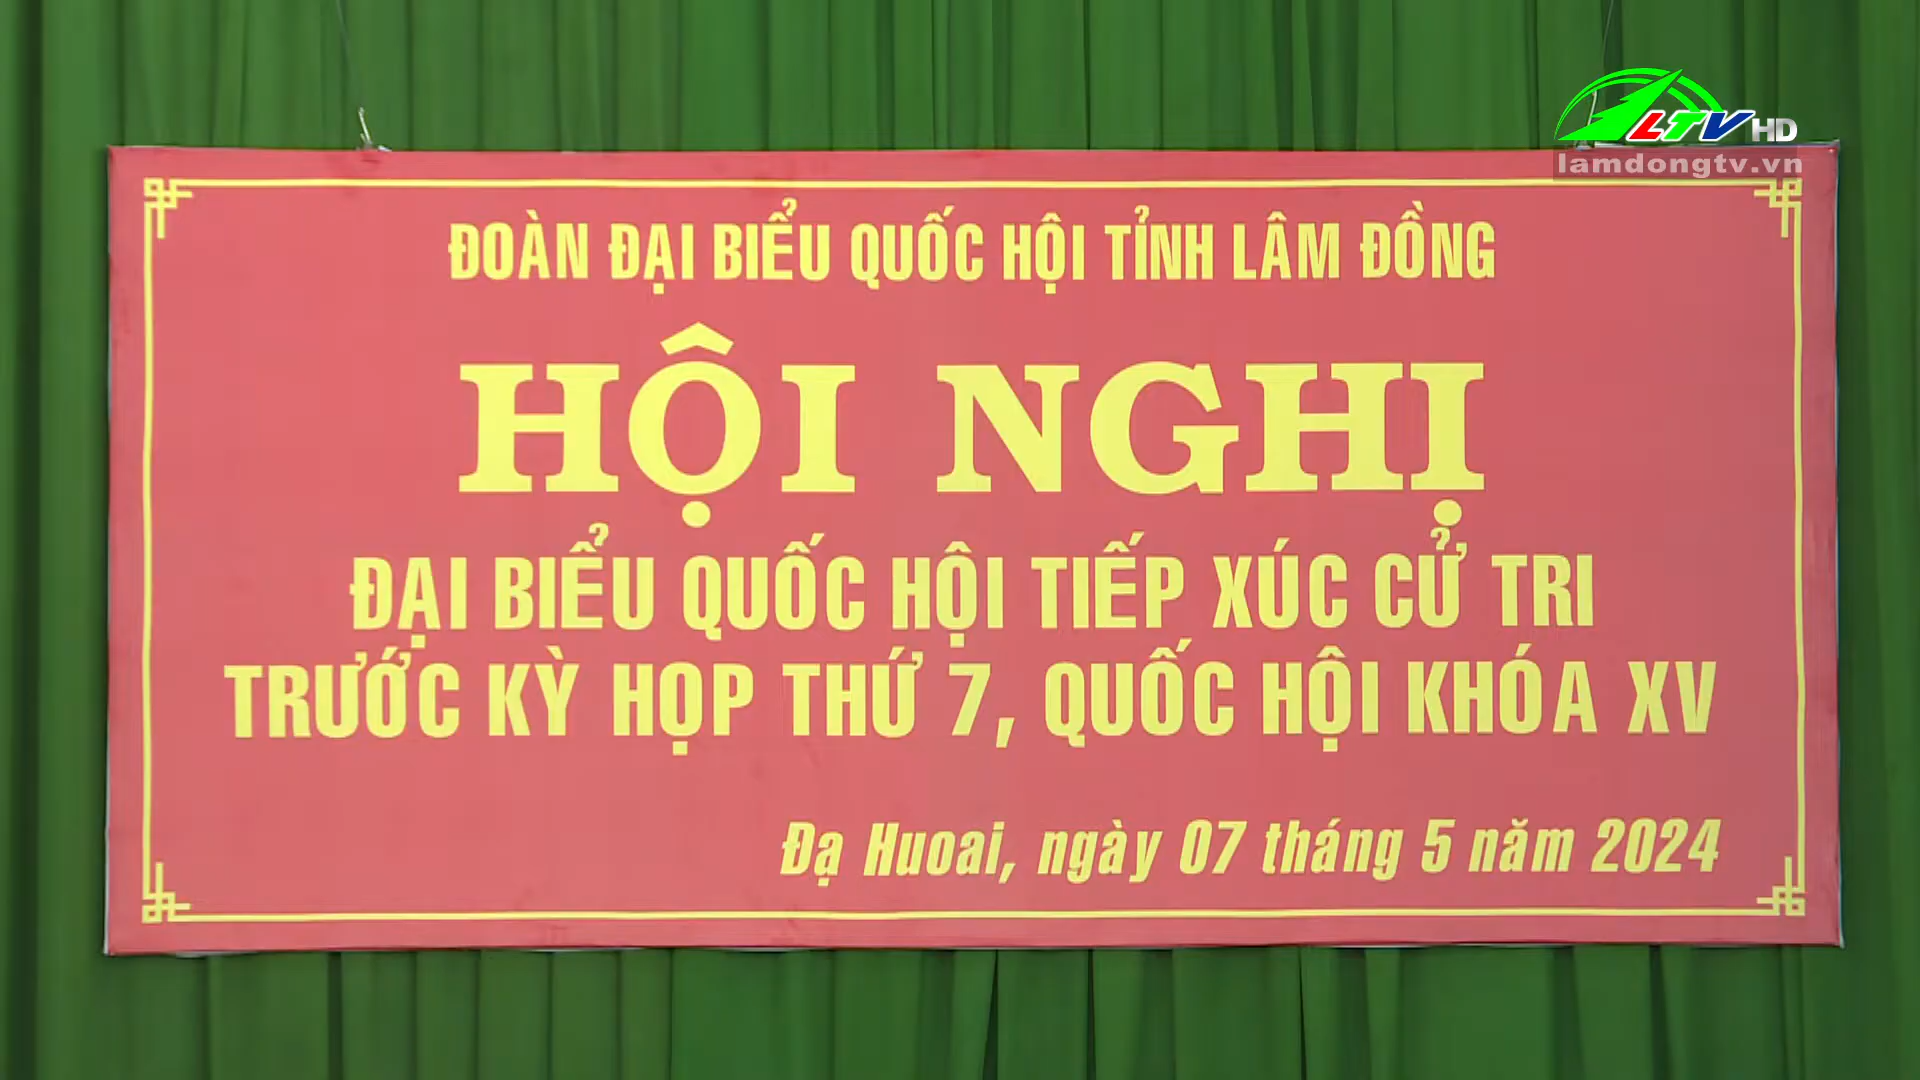 LTV HD
lamdongtv.vn
ĐOÀN ĐẠI BIỂU QUỐC HỘI TỈNH LÂM ĐỒNG
HỘI NGHỊ
ĐẠI BIỂU QUỐC HỘI TIẾP XÚC CỬ TRI
TRƯỚC KỲ HỌP THỨ 7, QUỐC HỘI KHÓA XV
Đạ Huoai, ngày 07 tháng 5 năm 2024